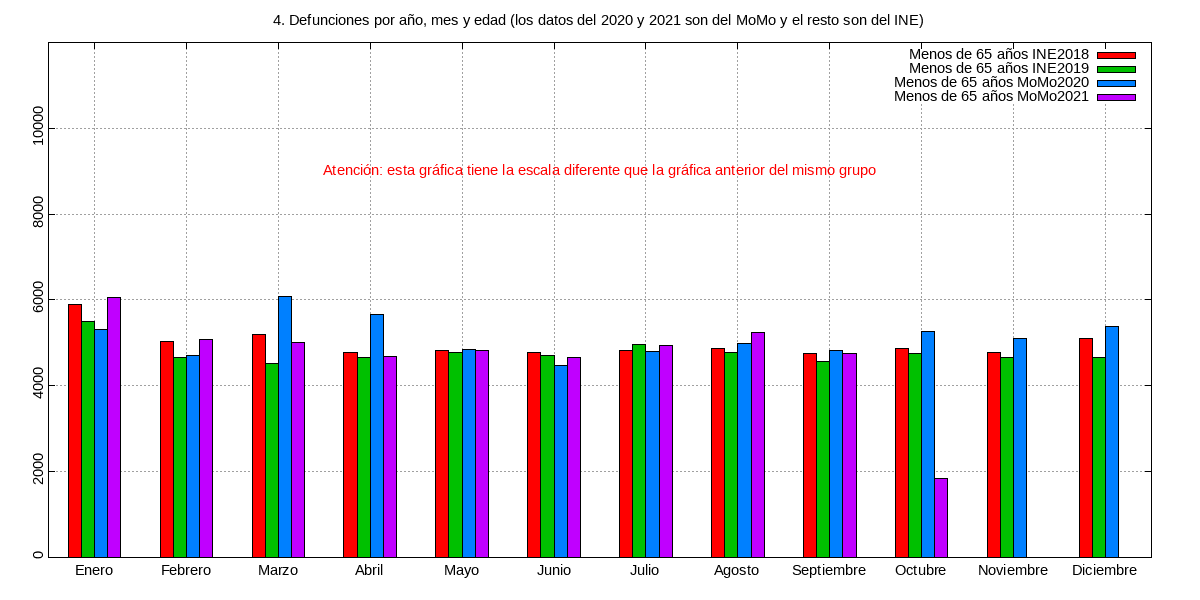 4. Defunciones por año, mes y edad (los datos del 2020 y 2021 son del MoMo y el resto son del INE)
Menos de 65 años INE2018
Menos de 65 años INE2019
Menos de 65 años MoMo2020
Menos de 65 años MoMo2021
Atención: esta gráfica tiene la escala diferente que la gráfica anterior del mismo grupo
10000
8000
6000
4000
2000
0
Enero Febrero Marzo Abril Mayo Junio Julio Agosto Septiembre Octubre Noviembre Diciembre